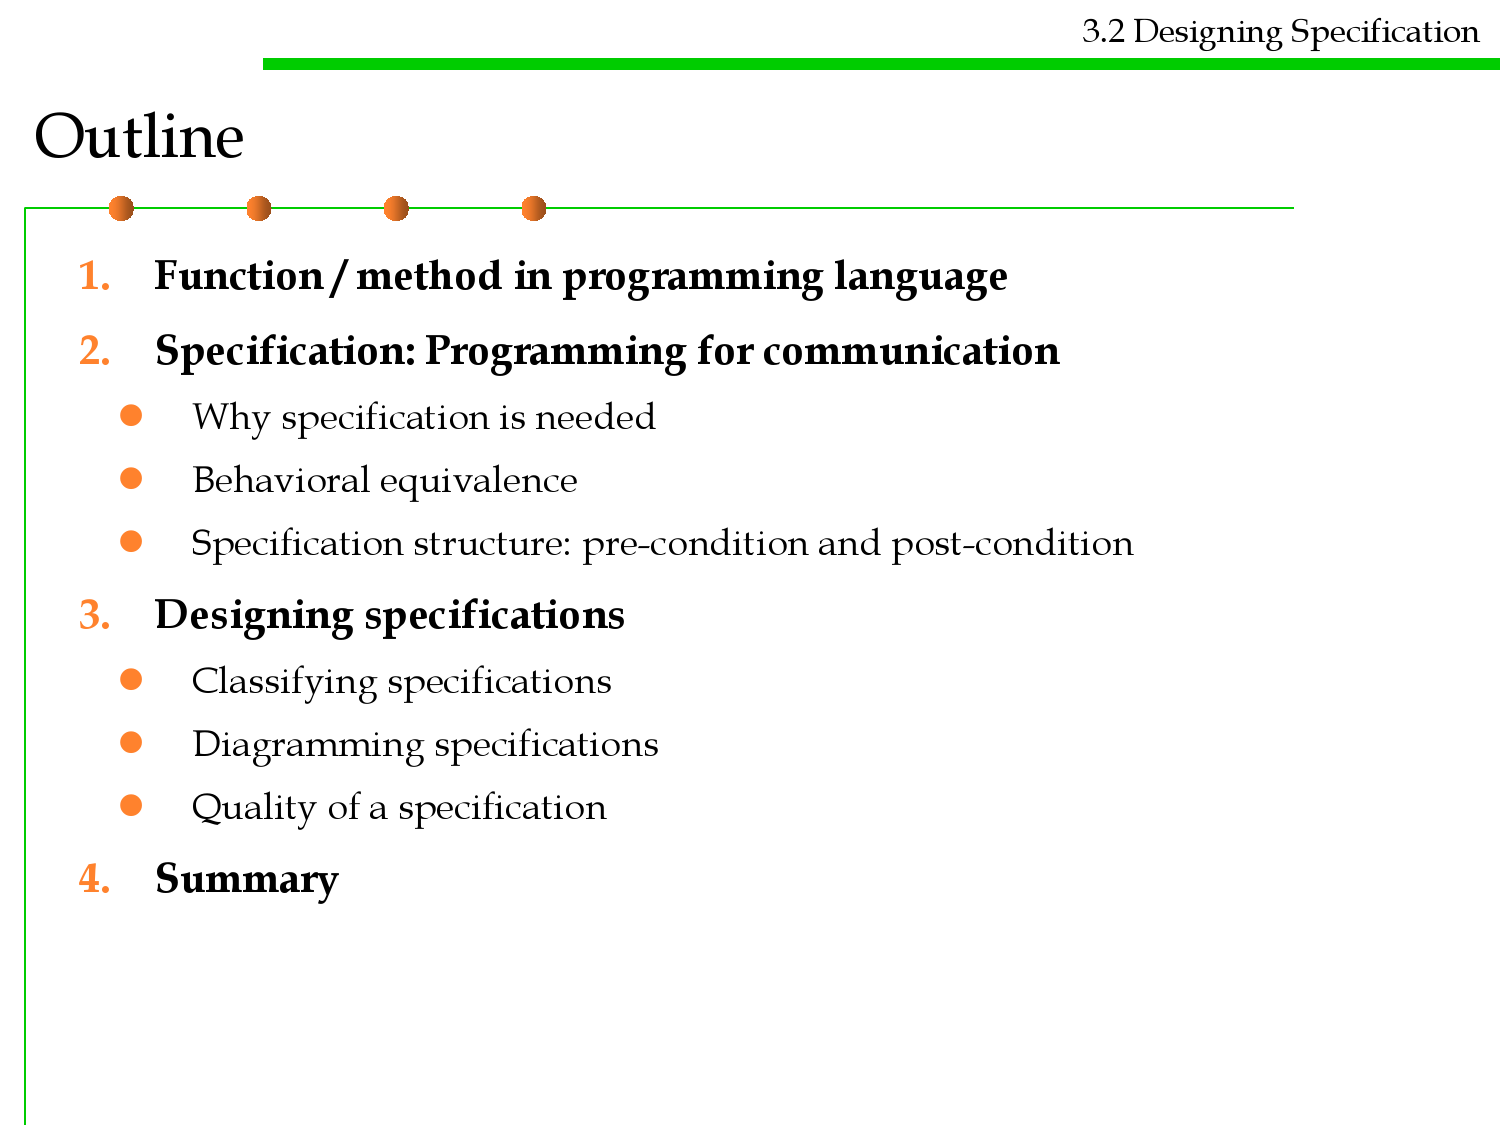 3.2 Designing Specification
Outline
1. Function / method in programming language
2. Specification: Programming for communication
● Why specification is needed
● Behavioral equivalence
● Specification structure: pre-condition and post-condition
3. Designing specifications
● Classifying specifications
● Diagramming specifications
● Quality of a specification
4. Summary